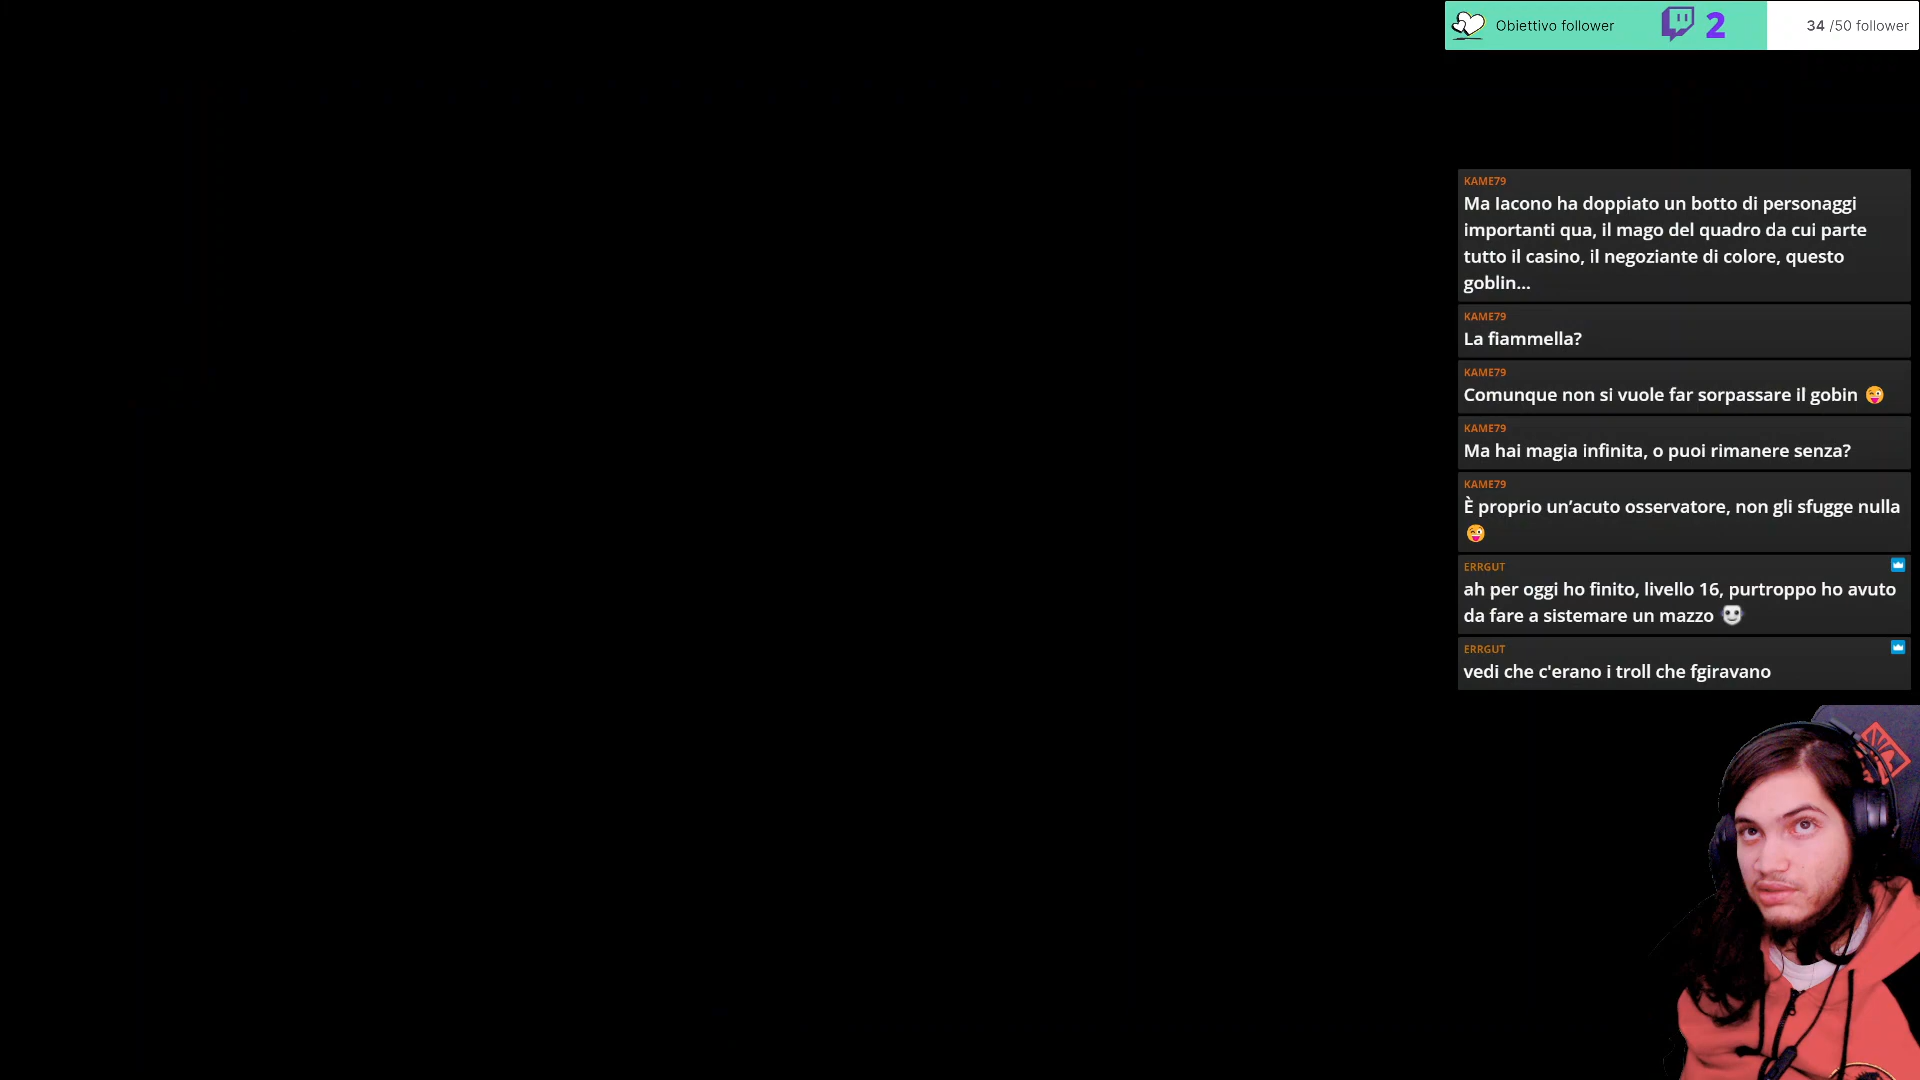 Obiettivo follower
2
34 /50 follower
KAME79
Ma Iacono ha doppiato un botto di personaggi
importanti qua, il mago del quadro da cui parte
tutto il casino, il negoziante di colore, questo
goblin...
KAME79
La fiammella?
KAME79
Comunque non si vuole far sorpassare il gobin 😜
KAME79
Ma hai magia infinita, o puoi rimanere senza?
KAME79
È proprio un’acuto osservatore, non gli sfugge nulla
😜
ERRGUT
ah per oggi ho finito, livello 16, purtroppo ho avuto
da fare a sistemare un mazzo
ERRGUT
vedi che c'erano i troll che fgiravano